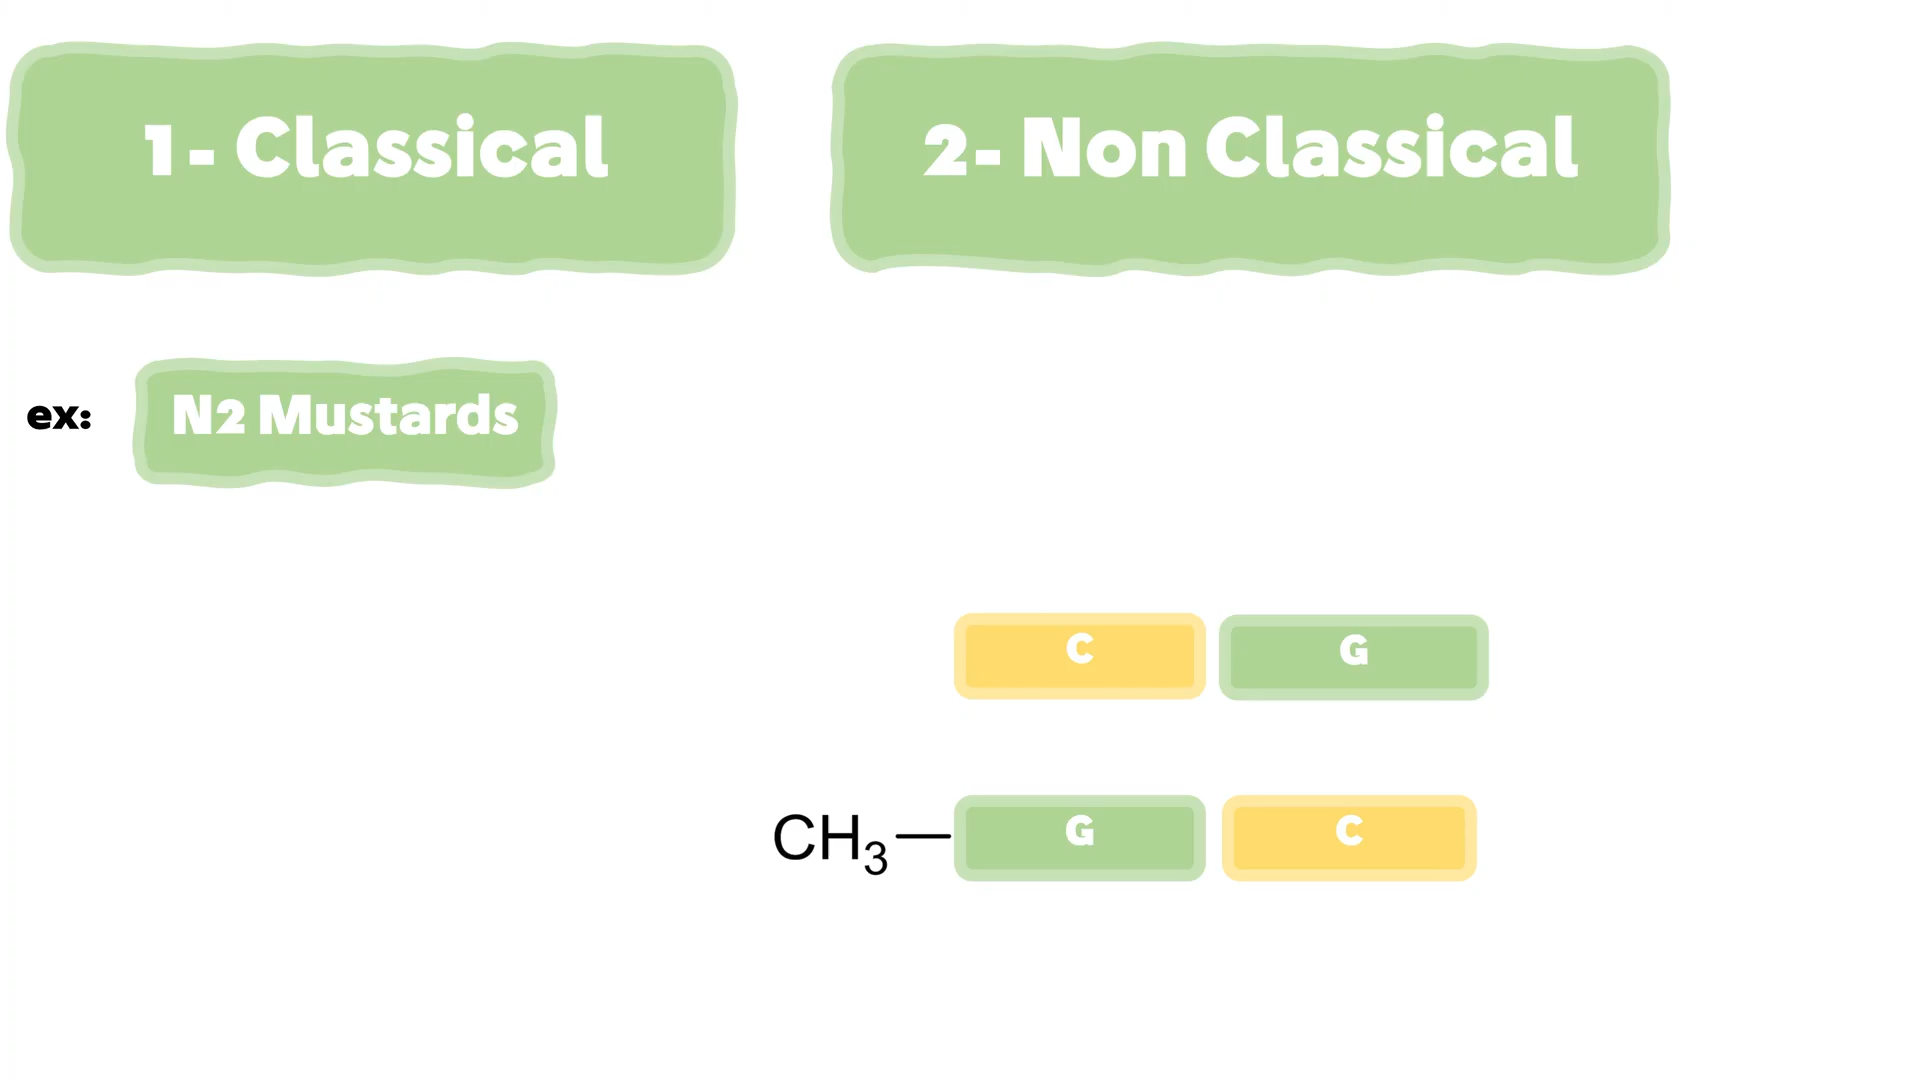 1- Classical
2- Non Classical
ex:
N2 Mustards
C
G
CH3
G
C